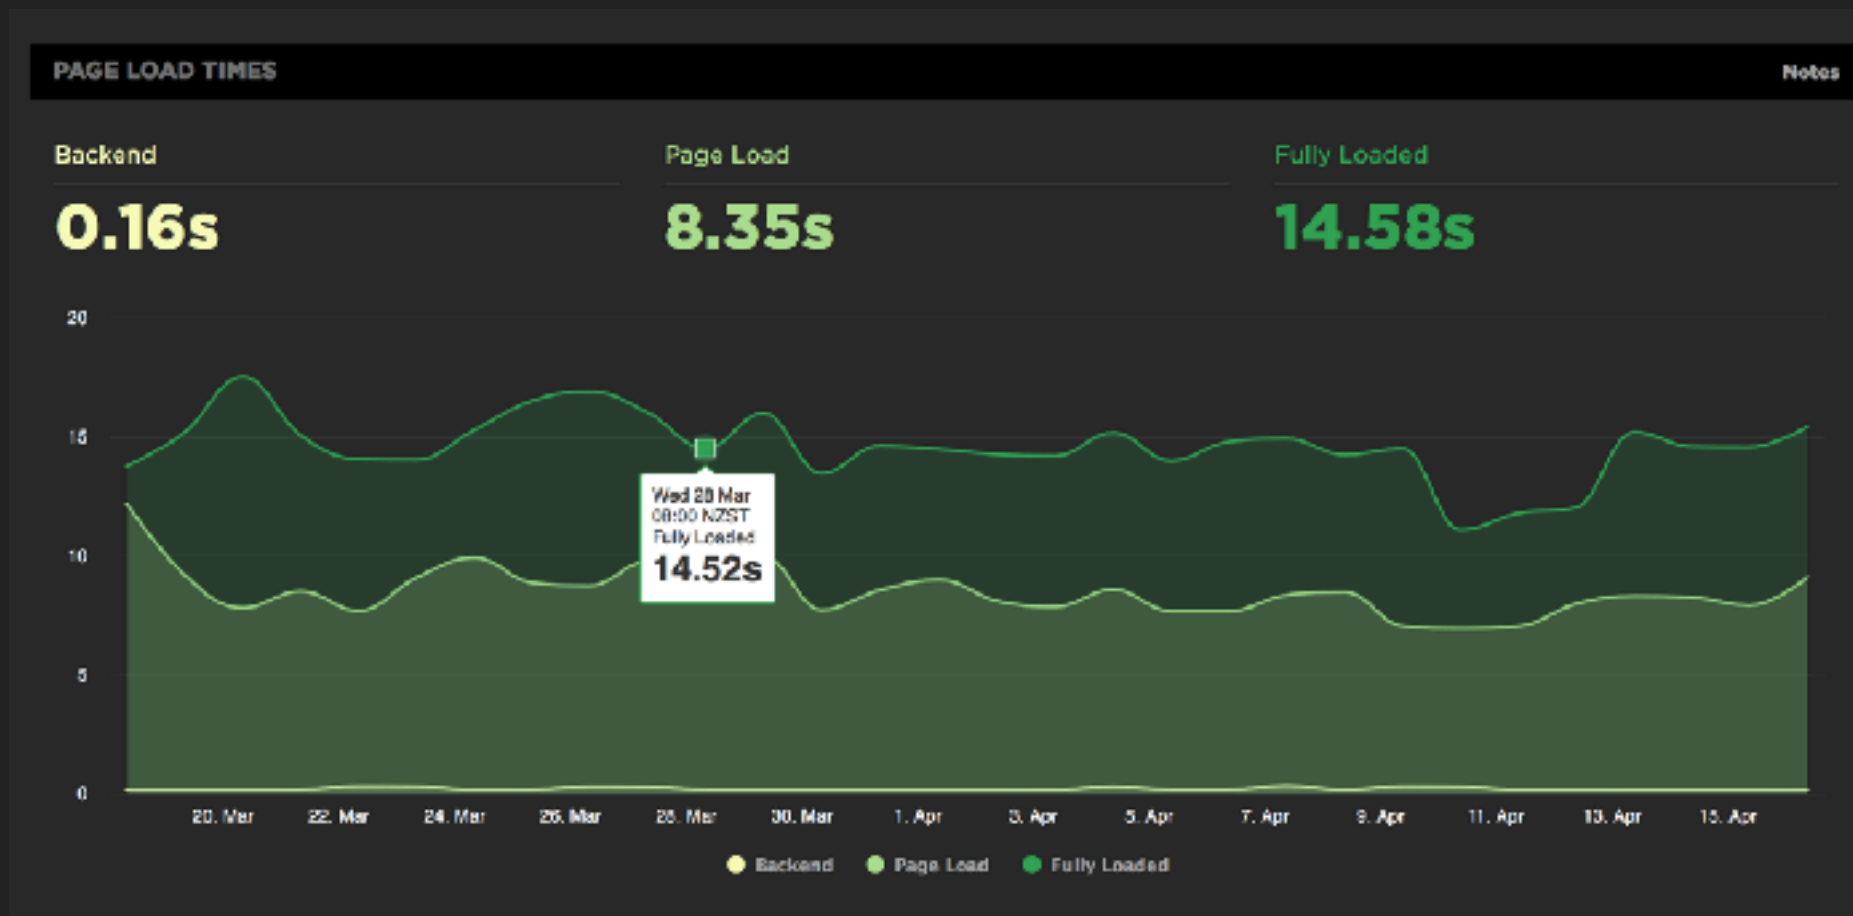 PAGE LOAD TIMES
Notes
Backend
Page Load
Fully Loaded
0.16s
8.35s
14.58s
20
15
10
5
0
Wed 28 Mar
08:00 NZST
Fully Loaded
14.52s
20. Mar
22. Mar
24. Mar
26. Mar
28. Mar
30. Mar
1. Apr
3. Apr
5. Apr
7. Apr
9. Apr
11. Apr
13. Apr
15. Apr
Backend
Page Load
Fully Loaded